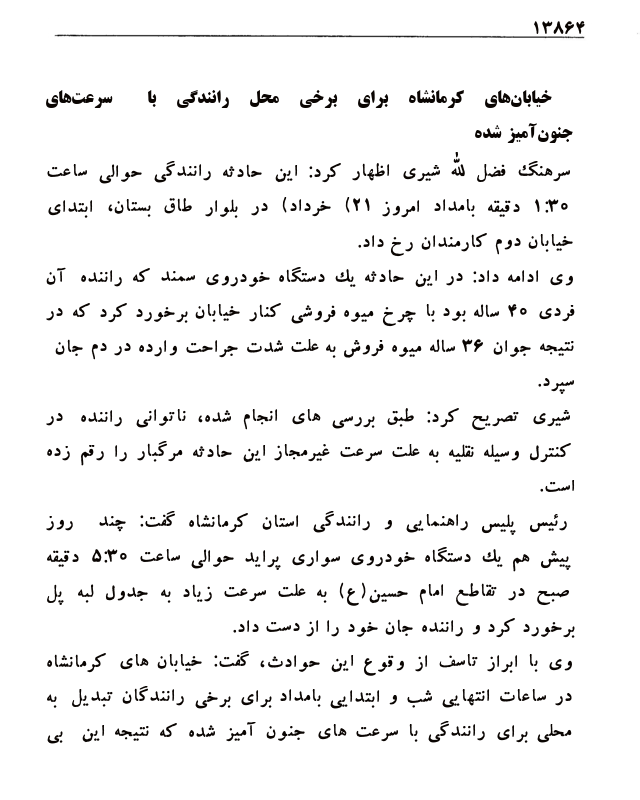 ۱۳۸۶۴
خیابان‌های کرمانشاه برای برخی محل رانندگی با سرعت‌های
جنون‌آمیز شده
سرهنگ فضل لله شیری اظهار کرد: این حادثه رانندگی حوالی ساعت
۱:۳۰ دقیقه بامداد امروز ۲۱) خرداد) در بلوار طاق بستان، ابتدای
خیابان دوم کارمندان رخ داد.
وی ادامه داد: در این حادثه یك دستگاه خودروی سمند که راننده آن
فردی ۴۰ ساله بود با چرخ میوه فروشی کنار خیابان برخورد کرد که در
نتیجه جوان ۳۶ ساله میوه فروش به علت شدت جراحت وارده در دم جان
سپرد.
شیری تصریح کرد: طبق بررسی های انجام شده، ناتوانی راننده در
کنترل وسیله نقلیه به علت سرعت غیرمجاز این حادثه مرگبار را رقم زده
است.
رئیس پلیس راهنمایی و رانندگی استان کرمانشاه گفت: چند روز
پیش هم یك دستگاه خودروی سواری پراید حوالی ساعت ۵:۳۰ دقیقه
صبح در تقاطع امام حسین(ع) به علت سرعت زیاد به جدول لبه پل
برخورد کرد و راننده جان خود را از دست داد.
وی با ابراز تاسف از وقوع این حوادث، گفت: خیابان های کرمانشاه
در ساعات انتهایی شب و ابتدایی بامداد برای برخی رانندگان تبدیل به
محلی برای رانندگی با سرعت های جنون آمیز شده که نتیجه این بی